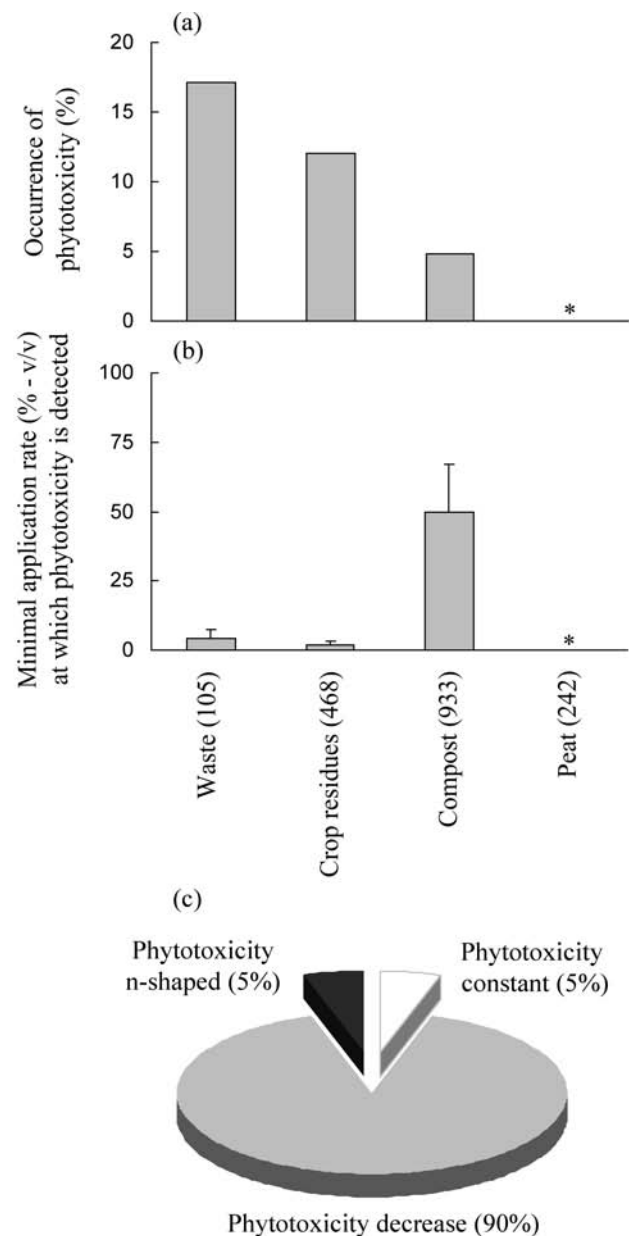 (a)
Occurrence of
phytotoxicity (%)
20
15
10
5
0
*
(b)
Minimal application rate (% - v/v)
at which phytotoxicity is detected
100
75
50
25
0
*
Waste (105)
Crop residues (468)
Compost (933)
Peat (242)
(c)
Phytotoxicity
n-shaped (5%)
Phytotoxicity
constant (5%)
Phytotoxicity decrease (90%)